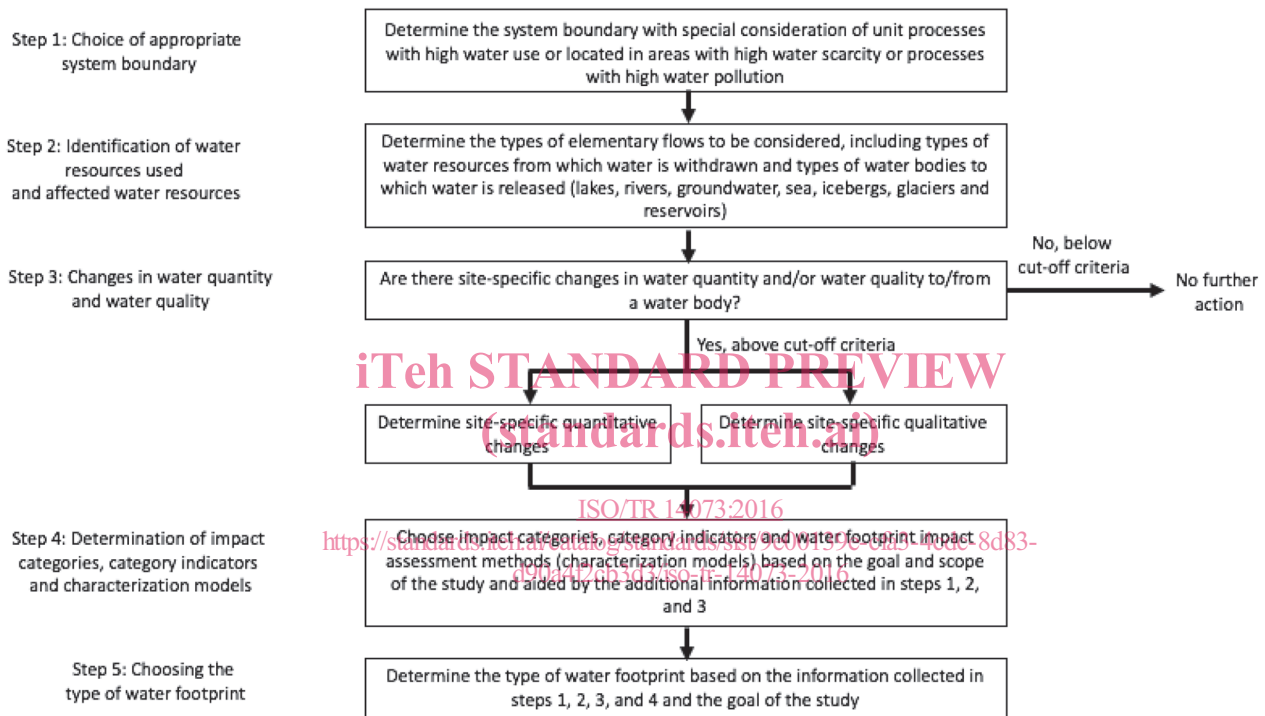 Step 1: Choice of appropriate
system boundary
Determine the system boundary with special consideration of unit processes
with high water use or located in areas with high water scarcity or processes
with high water pollution
Step 2: Identification of water
resources used
and affected water resources
Determine the types of elementary flows to be considered, including types of
water resources from which water is withdrawn and types of water bodies to
which water is released (lakes, rivers, groundwater, sea, icebergs, glaciers and
reservoirs)
Step 3: Changes in water quantity
and water quality
Are there site-specific changes in water quantity and/or water quality to/from
a water body?
No, below
cut-off criteria
No further
action
Yes, above cut-off criteria
iTeh STANDARD PREVIEW
(standards.iteh.ai)
Determine site-specific quantitative
changes
Determine site-specific qualitative
changes
ISO/TR 14073:2016
Step 4: Determination of impact
categories, category indicators
and characterization models
Choose impact categories, category indicators and water footprint impact
assessment methods (characterization models) based on the goal and scope
of the study and aided by the additional information collected in steps 1, 2,
and 3
Step 5: Choosing the
type of water footprint
Determine the type of water footprint based on the information collected in
steps 1, 2, 3, and 4 and the goal of the study